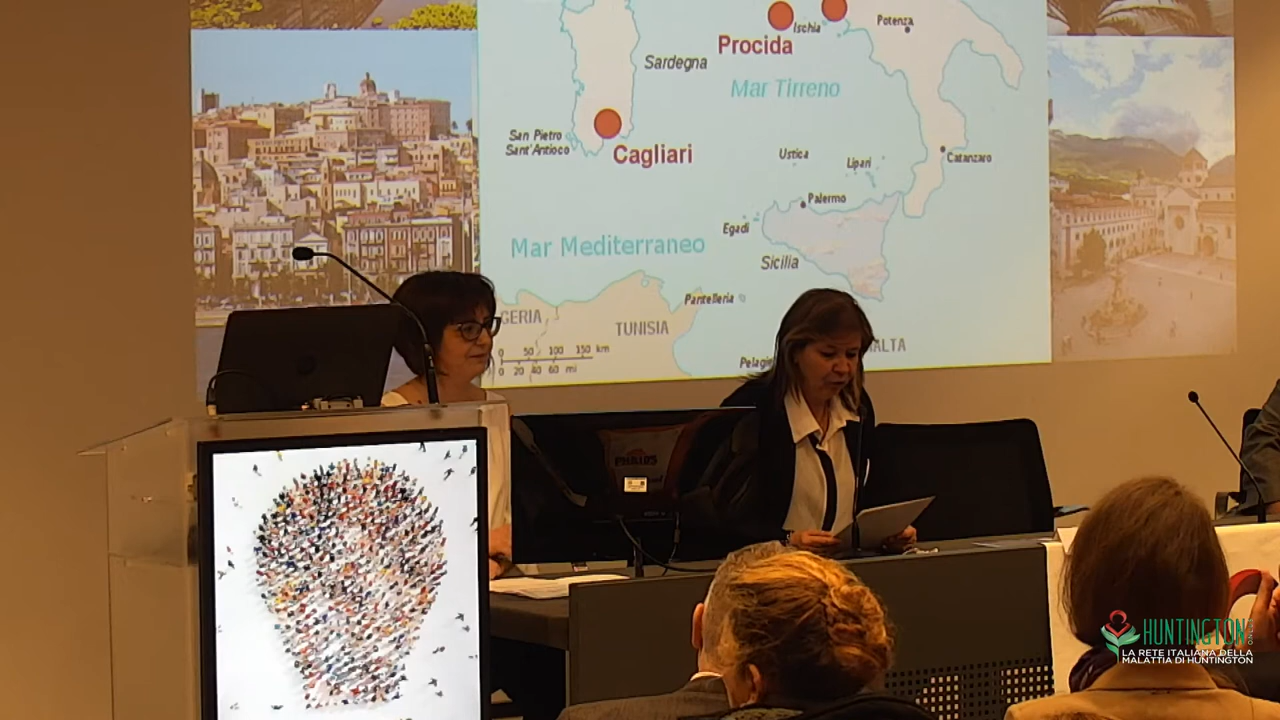 Potenza
Ischia
Procida
Sardegna
Mar Tirreno
San Pietro
Sant'Antioco
Cagliari
Ustica
Lipari
Catanzaro
Palermo
Egadi
Mar Mediterraneo
Sicilia
Pantelleria
GERIA
TUNISIA
0 50 100 150 km
0 20 40 60 mi
Pelagie
MALTA
HUNTINGTON
ONLUS
LA RETE ITALIANA DELLA
MALATTIA DI HUNTINGTON